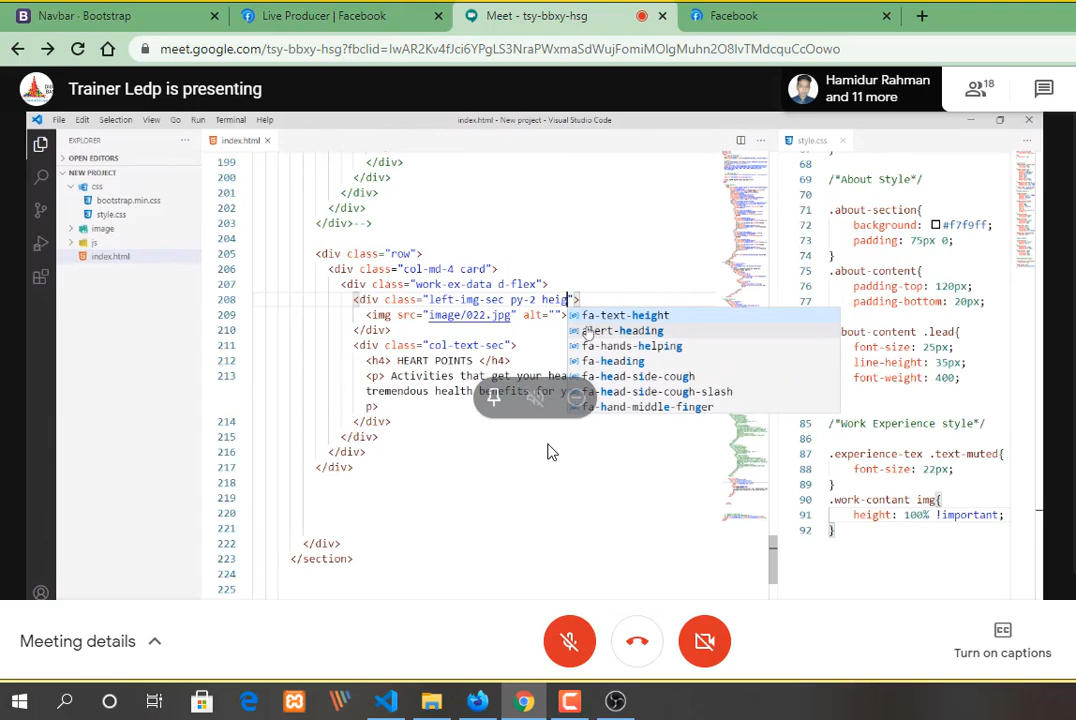 Navbar - Bootstrap
Live Producer | Facebook
Meet - tsy-bbxy-hsg
Facebook
meet.google.com/tsy-bbxy-hsg?fbclid=IwAR2Kv4fJci6YPgLS3NraPWxmaSdWujFomiMOlgMuhn2O8IvTMdcquCcOowo
Trainer Ledp is presenting
Hamidur Rahman
and 11 more
18
File Edit Selection View Go Run Terminal Help
index.html - New project - Visual Studio Code
EXPLORER
OPEN EDITORS
NEW PROJECT
css
bootstrap.min.css
style.css
image
js
index.html
index.html
199 </div>
200 </div>
201 </div>
202 </div>
203 </div>-->
204
205 <div class="row">
206 <div class="col-md-4 card">
207 <div class="work-ex-data d-flex">
208 <div class="left-img-sec py-2 heig">
209 <img src="image/022.jpg" alt="">
210 </div>
211 <div class="col-text-sec">
212 <h4> HEART POINTS </h4>
213 <p> Activities that get your hea
tremendous health benefits for y
p>
214 </div>
215 </div>
216 </div>
217 </div>
218
219
220
221
222 </div>
223 </section>
224
225
fa-text-height
ert-heading
fa-hands-helping
fa-heading
fa-head-side-cough
fa-head-side-cough-slash
fa-hand-middle-finger
style.css
68
69 /*About Style*/
70
71 .about-section{
72 background: #f7f9ff;
73 padding: 75px 0;
74 }
75 .about-content{
76 padding-top: 120px;
77 padding-bottom: 20px;
bout-content .lead{
font-size: 25px;
line-height: 35px;
font-weight: 400;
85 /*Work Experience style*/
86
87 .experience-tex .text-muted{
88 font-size: 22px;
89 }
90 .work-contant img{
91 height: 100% !important;
92 }
Meeting details
Turn on captions